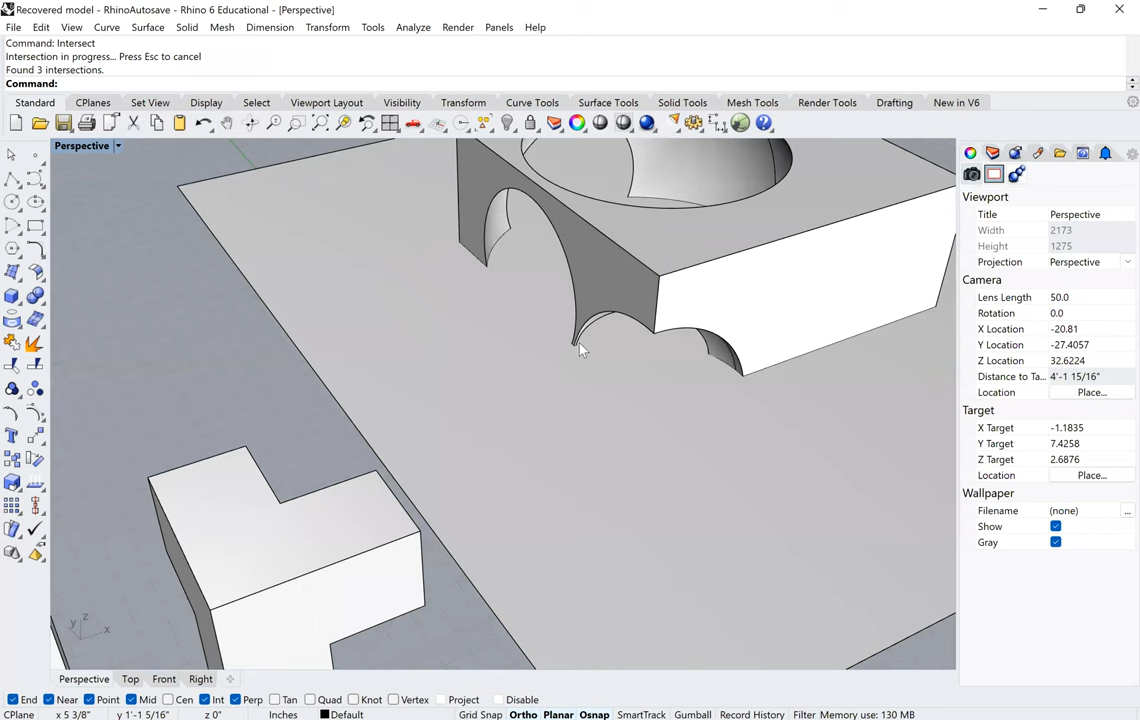 Recovered model - RhinoAutosave - Rhino 6 Educational - [Perspective]
File Edit View Curve Surface Solid Mesh Dimension Transform Tools Analyze Render Panels Help
Command: Intersect
Intersection in progress... Press Esc to cancel
Found 3 intersections.
Command:
Standard CPlanes Set View Display Select Viewport Layout Visibility Transform Curve Tools Surface Tools Solid Tools Mesh Tools Render Tools Drafting New in V6
Perspective
Viewport
Title Perspective
Width 2173
Height 1275
Projection Perspective
Camera
Lens Length 50.0
Rotation 0.0
X Location -20.81
Y Location -27.4057
Z Location 32.6224
Distance to Ta... 4'-1 15/16"
Location Place...
Target
X Target -1.1835
Y Target 7.4258
Z Target 2.6876
Location Place...
Wallpaper
Filename (none) ...
Show
Gray
z
y
x
Perspective Top Front Right
End Near Point Mid Cen Int Perp Tan Quad Knot Vertex Project Disable
CPlane x 5 3/8" y 1'-1 5/16" z 0" Inches Default Grid Snap Ortho Planar Osnap SmartTrack Gumball Record History Filter Memory use: 130 MB